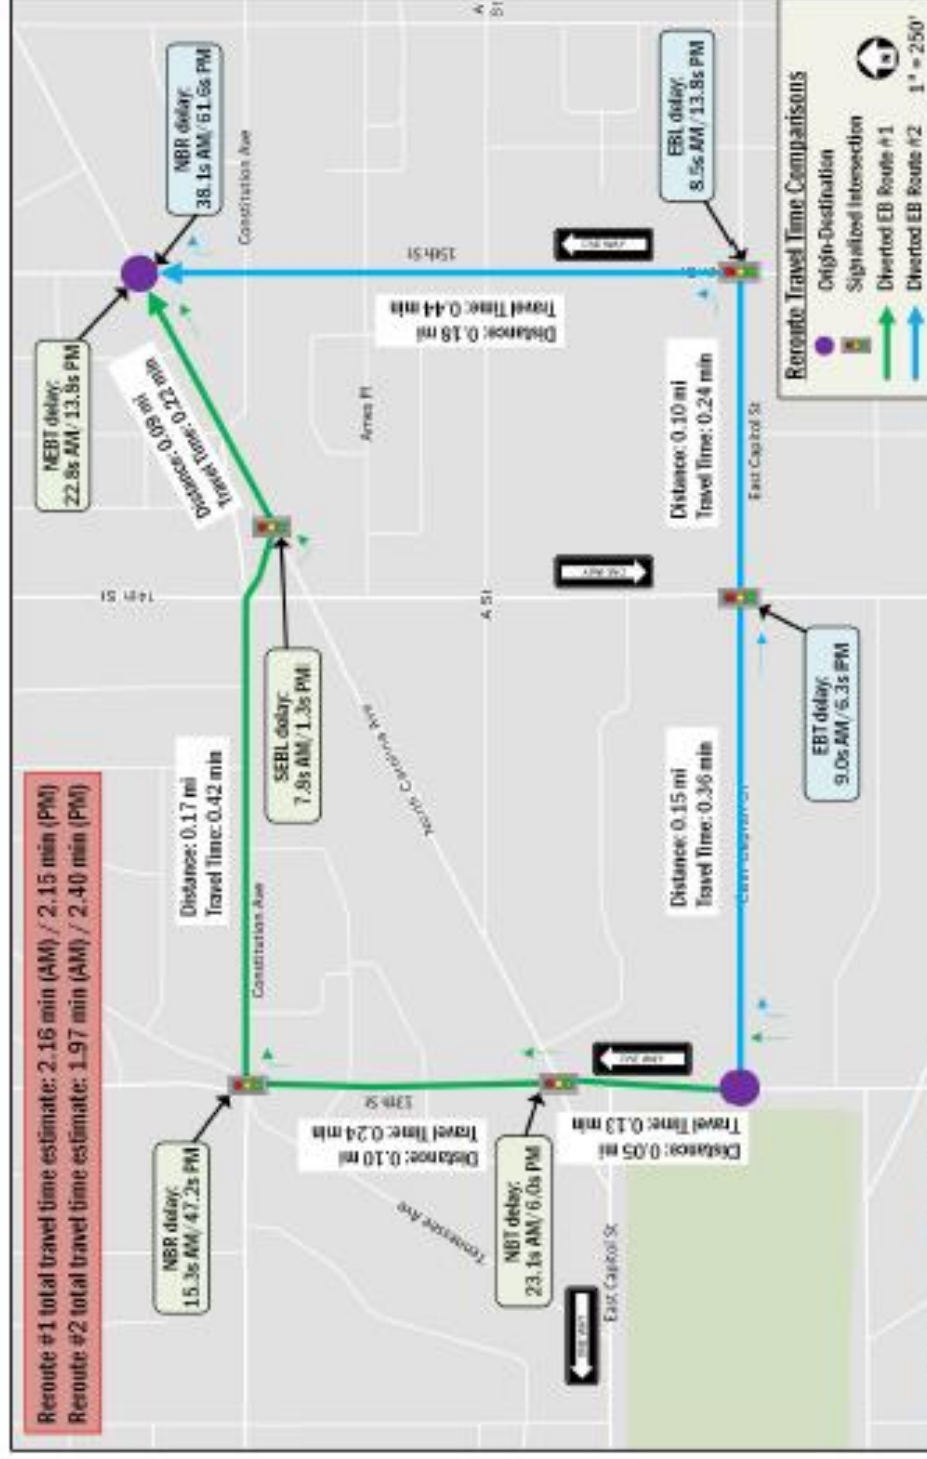 Reroute #1 total travel time estimate: 2.16 min (AM) / 2.15 min (PM)
Reroute #2 total travel time estimate: 1.97 min (AM) / 2.40 min (PM)
NEBT delay:
22.8s AM/13.8s PM
NBR delay:
38.1s AM/61.6s PM
Constitution Ave
Distance: 0.09 mi
Travel Time: 0.22 min
14th St
Distance: 0.17 mi
Travel Time: 0.42 min
Constitution Ave
NBR delay:
15.3s AM/47.2s PM
SEBL delay:
7.8s AM/1.3s PM
Ames Pl
15th St
Distance: 0.18 mi
Travel Time: 0.44 min
13th St
Distance: 0.10 mi
Travel Time: 0.24 min
Tennessee Ave
North Carolina Ave
A St
A St
NBT delay:
23.1s AM/6.0s PM
Distance: 0.05 mi
Travel Time: 0.13 min
ONE WAY
ONE WAY
ONE WAY
ONE WAY
East Capitol St
Distance: 0.15 mi
Travel Time: 0.36 min
Distance: 0.10 mi
Travel Time: 0.24 min
EBL delay:
8.5s AM/13.8s PM
East Capitol St
EBT delay:
9.0s AM/6.3s PM
Reroute Travel Time Comparisons
Origin-Destination
Signalized Intersection
Diverted EB Route #1
Diverted EB Route #2
N
1" = 250'